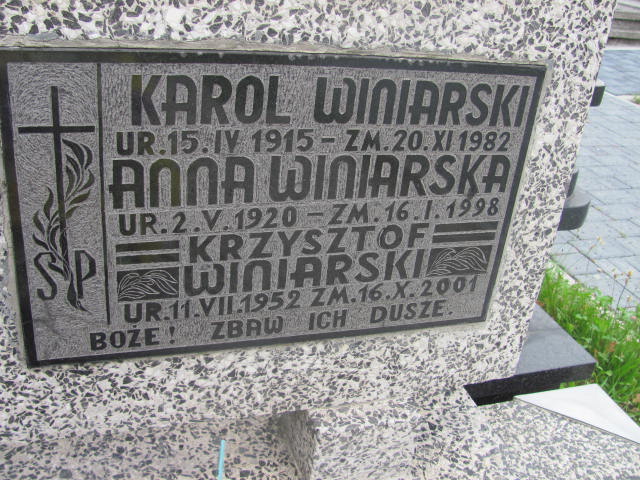 KAROL WINIARSKI
UR. 15. IV 1915 - ZM. 20. XI 1982
ANNA WINIARSKA
UR. 2. V. 1920 - ZM. 16. I. 1998
KRZYSZTOF
WINIARSKI
UR. 11. VII. 1952 ZM. 16. X. 2001
S P
BOŻE! ZBAW ICH DUSZE.